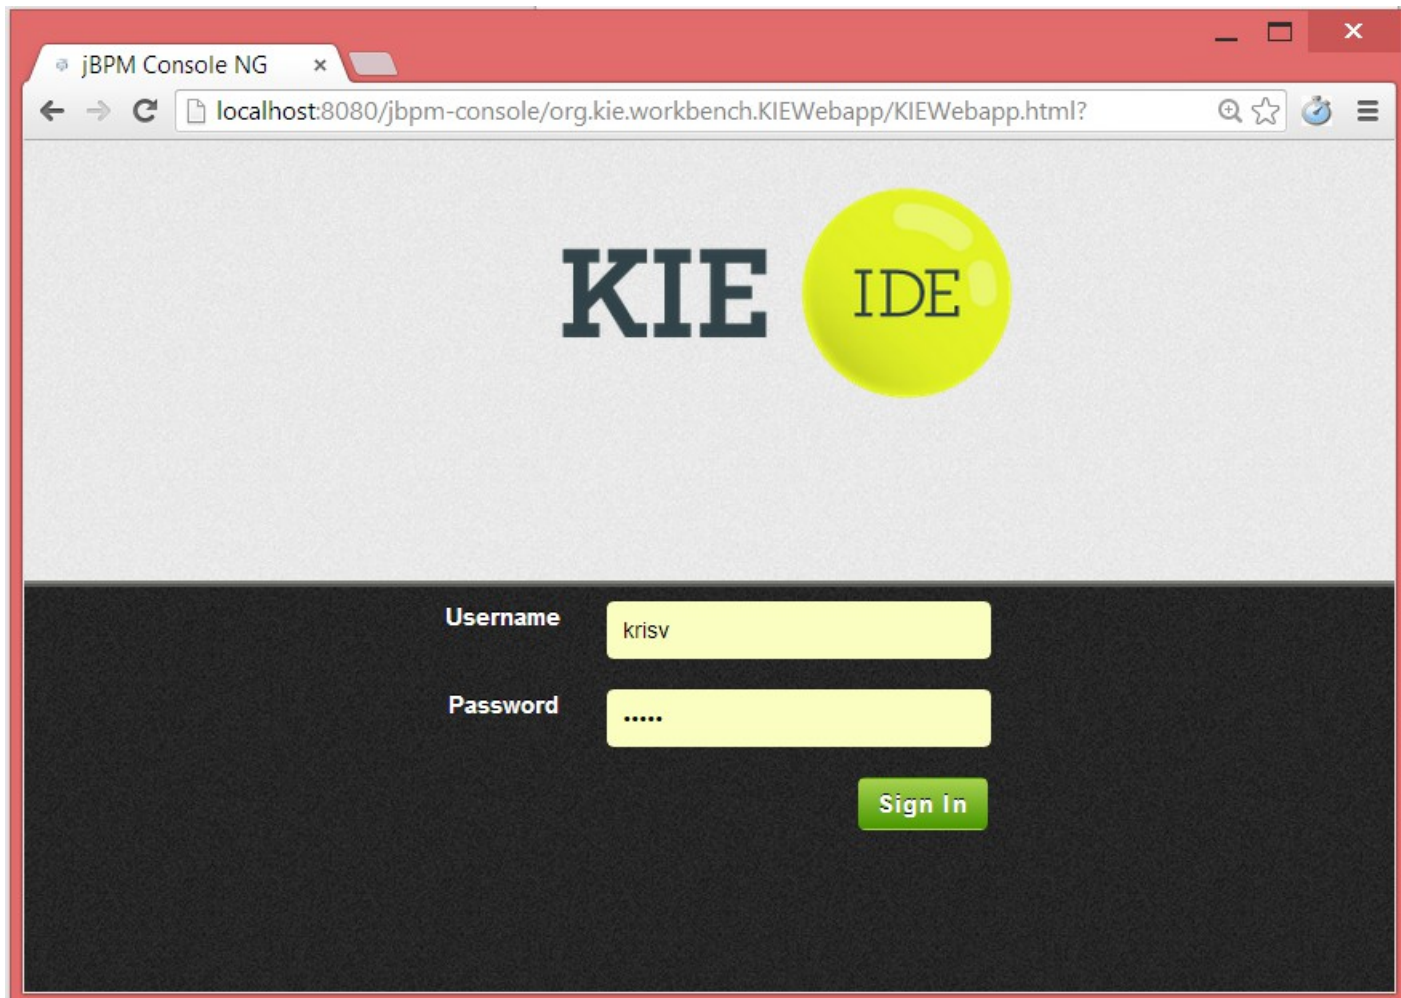 jBPM Console NG
localhost:8080/jbpm-console/org.kie.workbench.KIEWebapp/KIEWebapp.html?
KIE IDE
Username krisv
Password •••••
Sign In